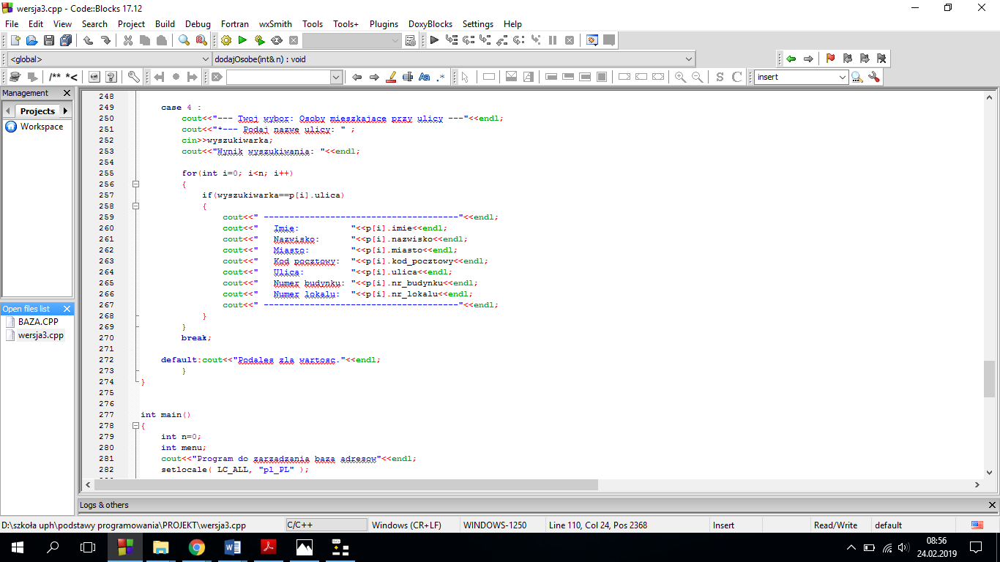 wersja3.cpp - Code::Blocks 17.12
File Edit View Search Project Build Debug Fortran wxSmith Tools Tools+ Plugins DoxyBlocks Settings Help
<global> dodajOsobe(int& n) : void
/** *< Aa .* S C insert
Management
Projects
Workspace
Open files list
BAZA.CPP
wersja3.cpp
248
249 case 4 :
250 cout<<"--- Twoj wybor: Osoby mieszkajace przy ulicy ---"<<endl;
251 cout<<"*--- Podaj nazwe ulicy: " ;
252 cin>>wyszukiwarka;
253 cout<<"Wynik wyszukiwania: "<<endl;
254
255 for(int i=0; i<n; i++)
256 {
257 if(wyszukiwarka==p[i].ulica)
258 {
259 cout<<" --------------------------------------"<<endl;
260 cout<<"   Imie:          "<<p[i].imie<<endl;
261 cout<<"   Nazwisko:      "<<p[i].nazwisko<<endl;
262 cout<<"   Miasto:        "<<p[i].miasto<<endl;
263 cout<<"   Kod pocztowy:  "<<p[i].kod_pocztowy<<endl;
264 cout<<"   Ulica:         "<<p[i].ulica<<endl;
265 cout<<"   Numer budynku: "<<p[i].nr_budynku<<endl;
266 cout<<"   Numer lokalu:  "<<p[i].nr_lokalu<<endl;
267 cout<<" --------------------------------------"<<endl;
268 }
269 }
270 break;
271
272 default:cout<<"Podales zla wartosc."<<endl;
273 }
274 }
275
276
277 int main()
278 {
279 int n=0;
280 int menu;
281 cout<<"Program do zarzadzania baza adresow"<<endl;
282 setlocale( LC_ALL, "pl_PL" );
Logs & others
D:\szkoła uph\podstawy programowania\PROJEKT\wersja3.cpp C/C++ Windows (CR+LF) WINDOWS-1250 Line 110, Col 24, Pos 2368 Insert Read/Write default
08:56
24.02.2019